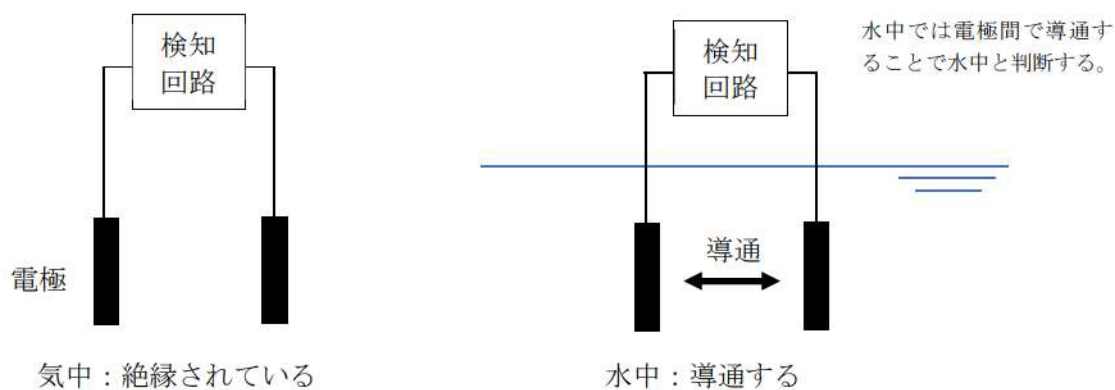 検知
回路
電極
気中：絶縁されている
検知
回路
水中では電極間で導通す
ることで水中と判断する。
導通
水中：導通する